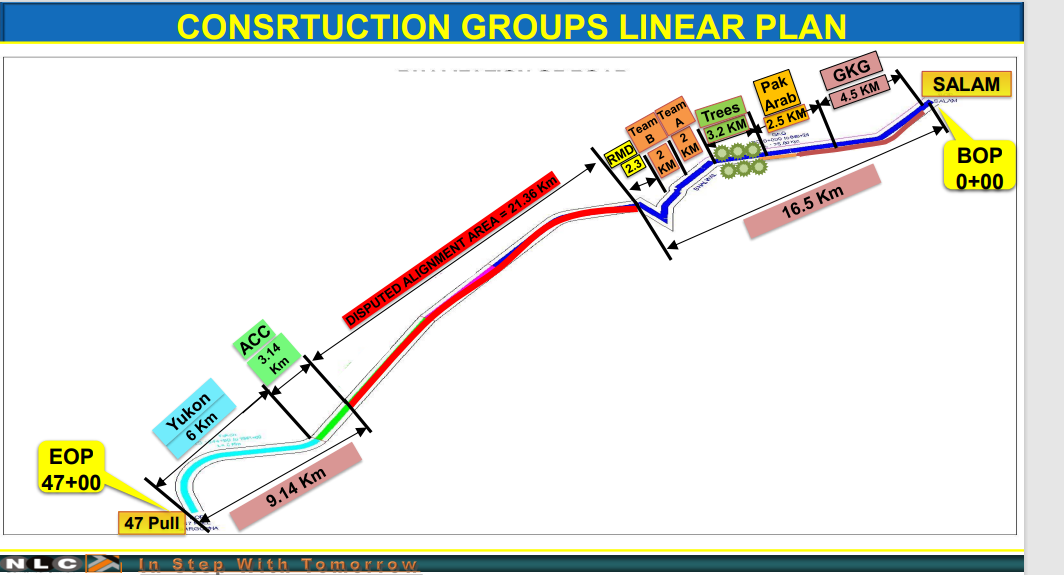 CONSRTUCTION GROUPS LINEAR PLAN
GKG
4.5 KM
SALAM
SALAM
Pak
Arab
2.5 KM
Trees
3.2 KM
Team
A
2
KM
Team
B
2
KM
RMD
2.3
BOP
0+00
16.5 Km
DISPUTED ALIGNMENT AREA = 21.36 Km
ACC
3.14
Km
Yukon
6 Km
9.14 Km
EOP
47+00
47 Pull
NLC In Step With Tomorrow